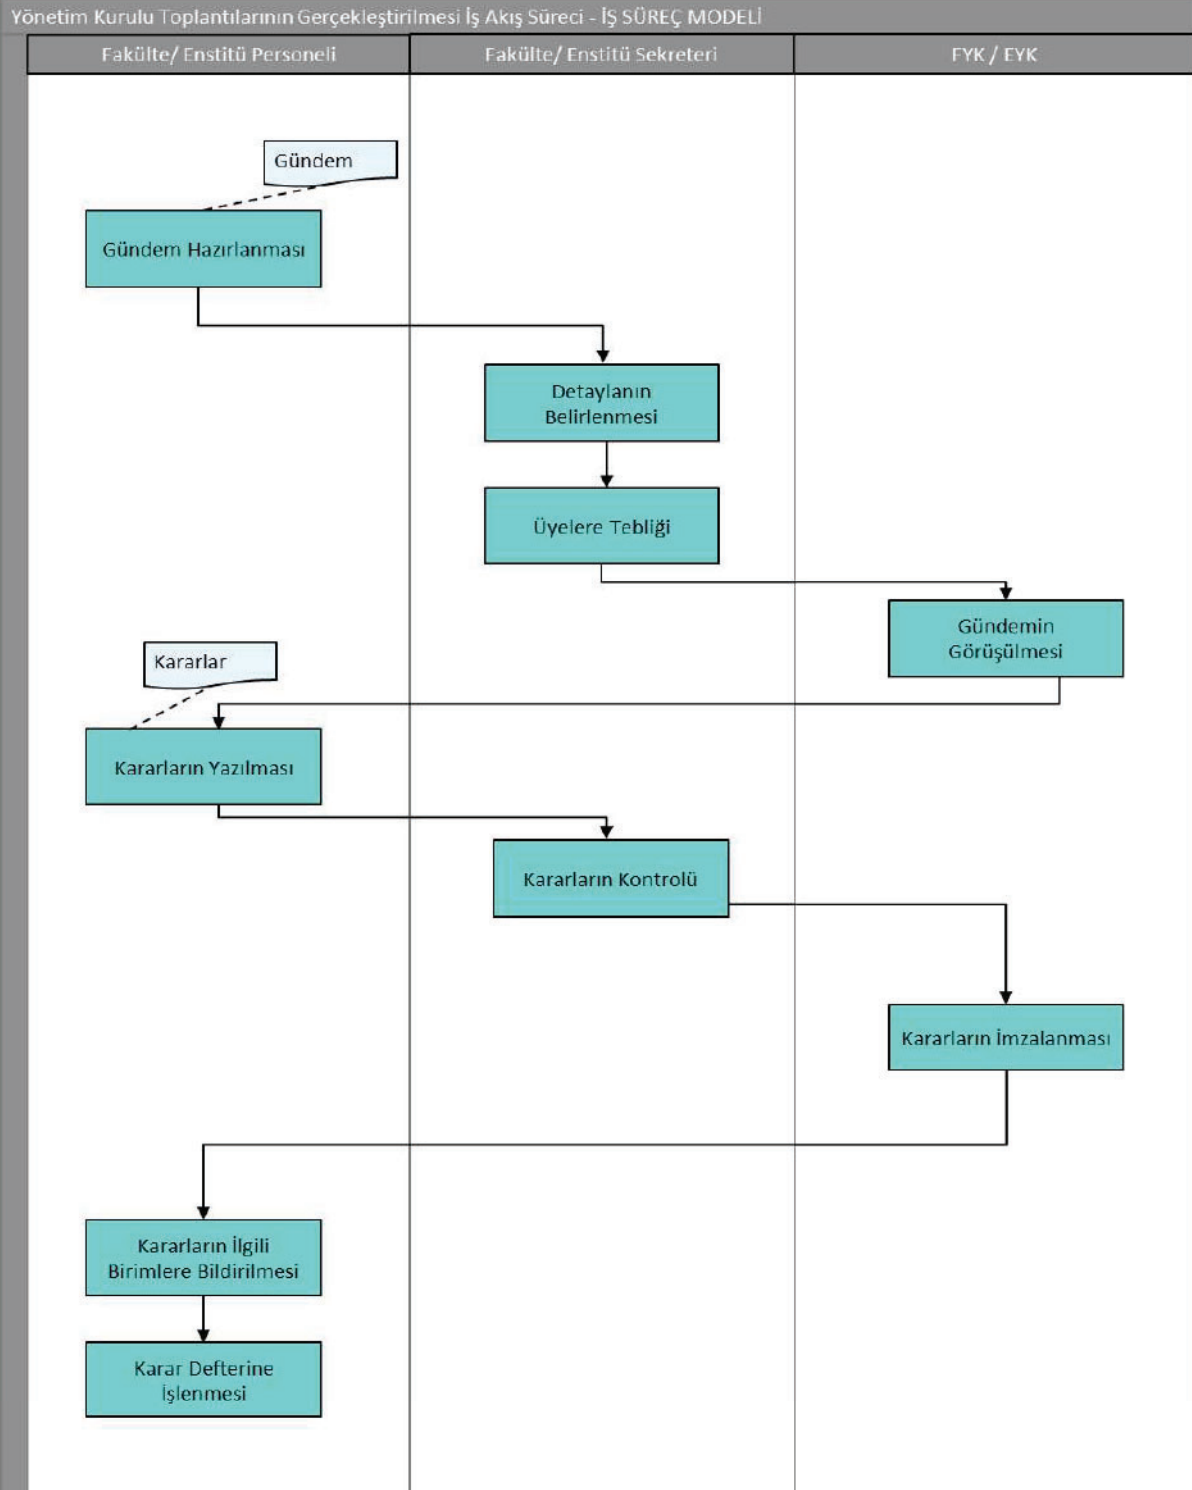 Yönetim Kurulu Toplantılarının Gerçekleştirilmesi İş Akış Süreci - İŞ SÜREÇ MODELİ
Fakülte/ Enstitü Personeli
Fakülte/ Enstitü Sekreteri
FYK / EYK
Gündem
Gündem Hazırlanması
Detaylanın
Belirlenmesi
Üyelere Tebliği
Gündemin
Görüşülmesi
Kararlar
Kararların Yazılması
Kararların Kontrolü
Kararların İmzalanması
Kararların İlgili
Birimlere Bildirilmesi
Karar Defterine
İşlenmesi